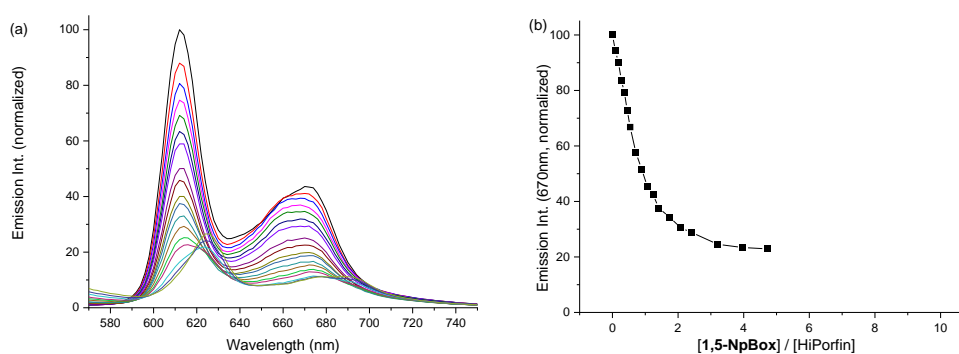 (a)
100
80
60
40
20
0
Emission Int. (normalized)
580 600 620 640 660 680 700 720 740
Wavelength (nm)
(b)
100
80
60
40
20
0
Emission Int. (670nm, normalized)
0 2 4 6 8 10
[1,5-NpBox] / [HiPorfin]